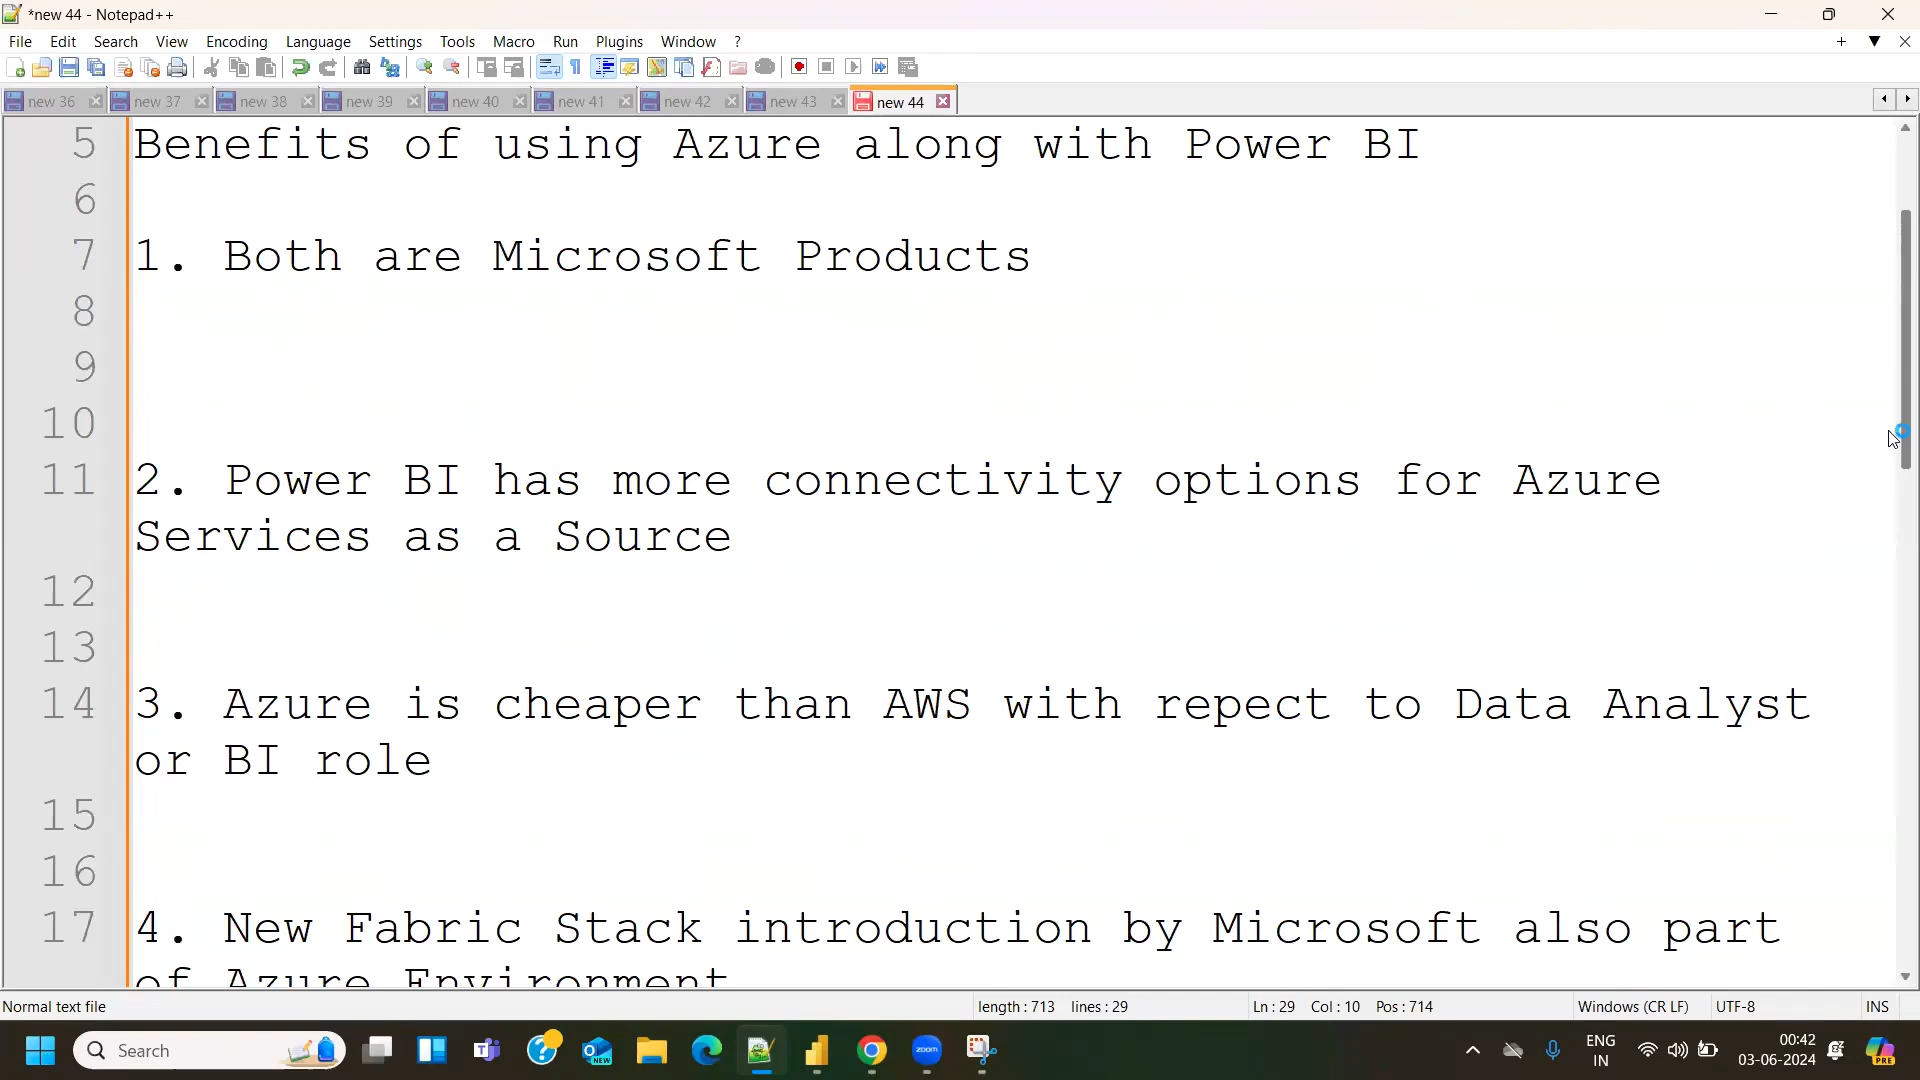 *new 44 - Notepad++
File Edit Search View Encoding Language Settings Tools Macro Run Plugins Window ?
new 36 new 37 new 38 new 39 new 40 new 41 new 42 new 43 new 44
5 Benefits of using Azure along with Power BI
6
7 1. Both are Microsoft Products
8
9
10
11 2. Power BI has more connectivity options for Azure
Services as a Source
12
13
14 3. Azure is cheaper than AWS with repect to Data Analyst
or BI role
15
16
17 4. New Fabric Stack introduction by Microsoft also part
of Azure Environment
Normal text file length : 713 lines : 29 Ln : 29 Col : 10 Pos : 714 Windows (CR LF) UTF-8 INS
Search NEW zoom ENG 00:42
IN 03-06-2024 PRE